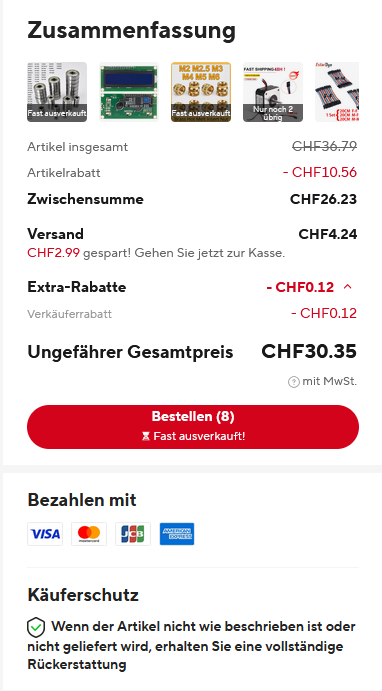 Zusammenfassung
Fast ausverkauft
M2 M2.5 M3
M4 M5 M6
Fast ausverkauft
FAST SHIPPING
Nur noch 2
übrig
Artikel insgesamt CHF36.79
Artikelrabatt - CHF10.56
Zwischensumme CHF26.23
Versand CHF4.24
CHF2.99 gespart! Gehen Sie jetzt zur Kasse.
Extra-Rabatte - CHF0.12
Verkäuferrabatt - CHF0.12
Ungefährer Gesamtpreis CHF30.35
? mit MwSt.
Bestellen (8)
Fast ausverkauft!
Bezahlen mit
VISA mastercard JCB AMERICAN EXPRESS
Käuferschutz
Wenn der Artikel nicht wie beschrieben ist oder
nicht geliefert wird, erhalten Sie eine vollständige
Rückerstattung